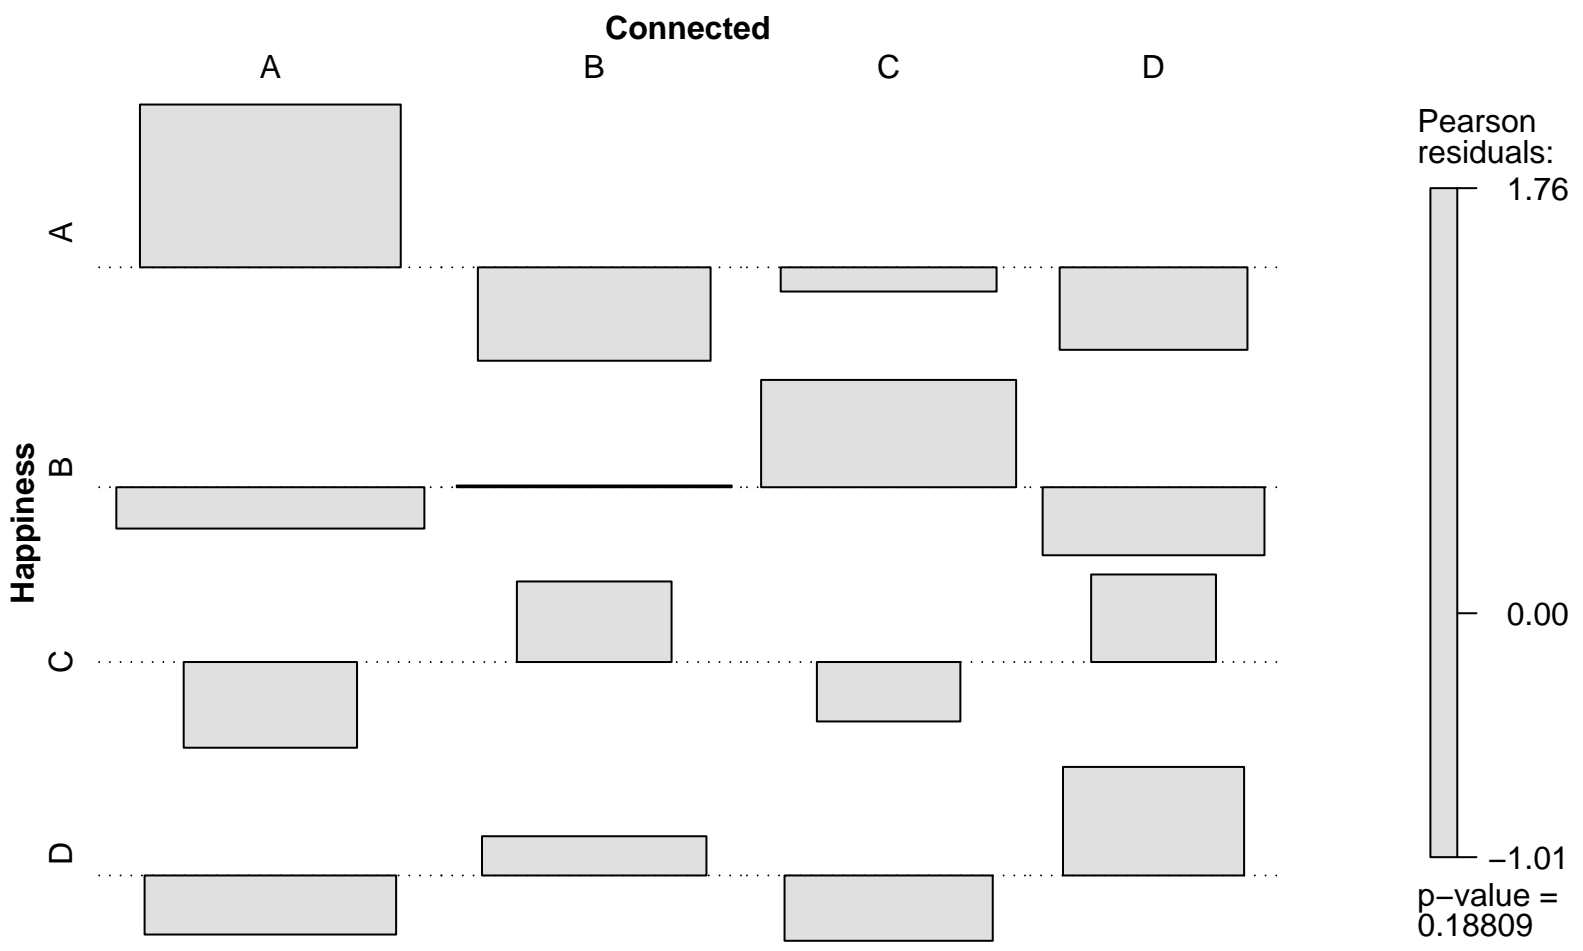 Connected
A B C D
Happiness
A
B
C
D
Pearson
residuals:
1.76
0.00
−1.01
p−value =
0.18809